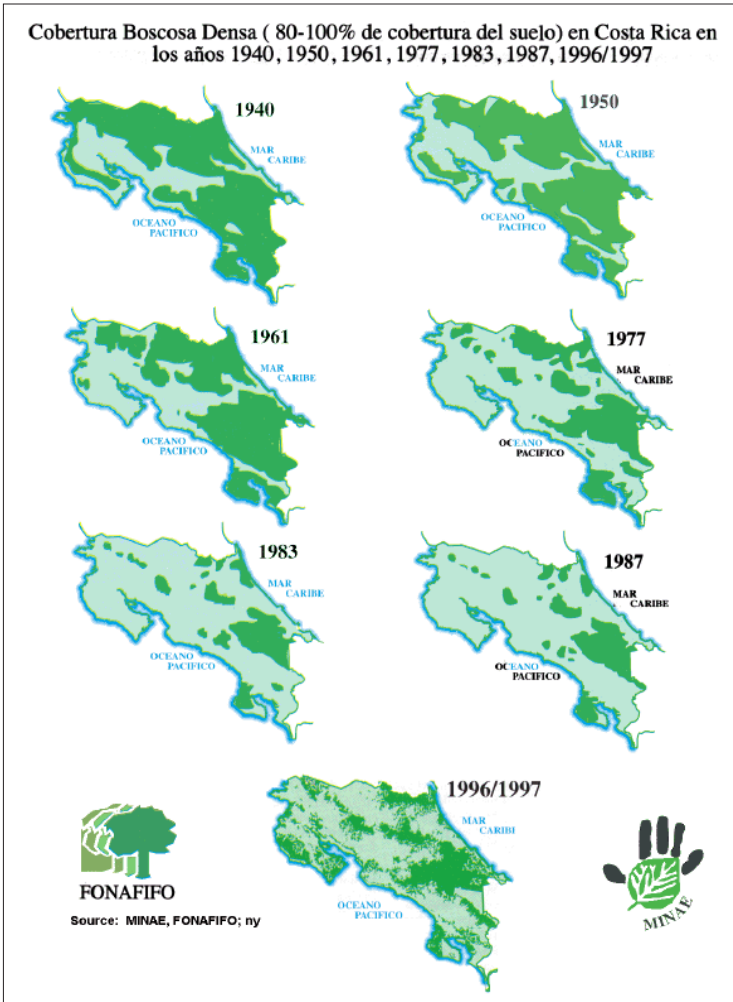 Cobertura Boscosa Densa ( 80-100% de cobertura del suelo) en Costa Rica en
los años 1940, 1950, 1961, 1977, 1983, 1987, 1996/1997
1940
MAR
CARIBE
OCEANO
PACIFICO
1950
MAR
CARIBE
OCEANO
PACIFICO
1961
MAR
CARIBE
OCEANO
PACIFICO
1977
MAR
CARIBE
OCEANO
PACIFICO
1983
MAR
CARIBE
OCEANO
PACIFICO
1987
MAR
CARIBE
OCEANO
PACIFICO
1996/1997
MAR
CARIBI
OCEANO
PACIFICO
FONAFIFO
Source: MINAE, FONAFIFO; ny
MINAE